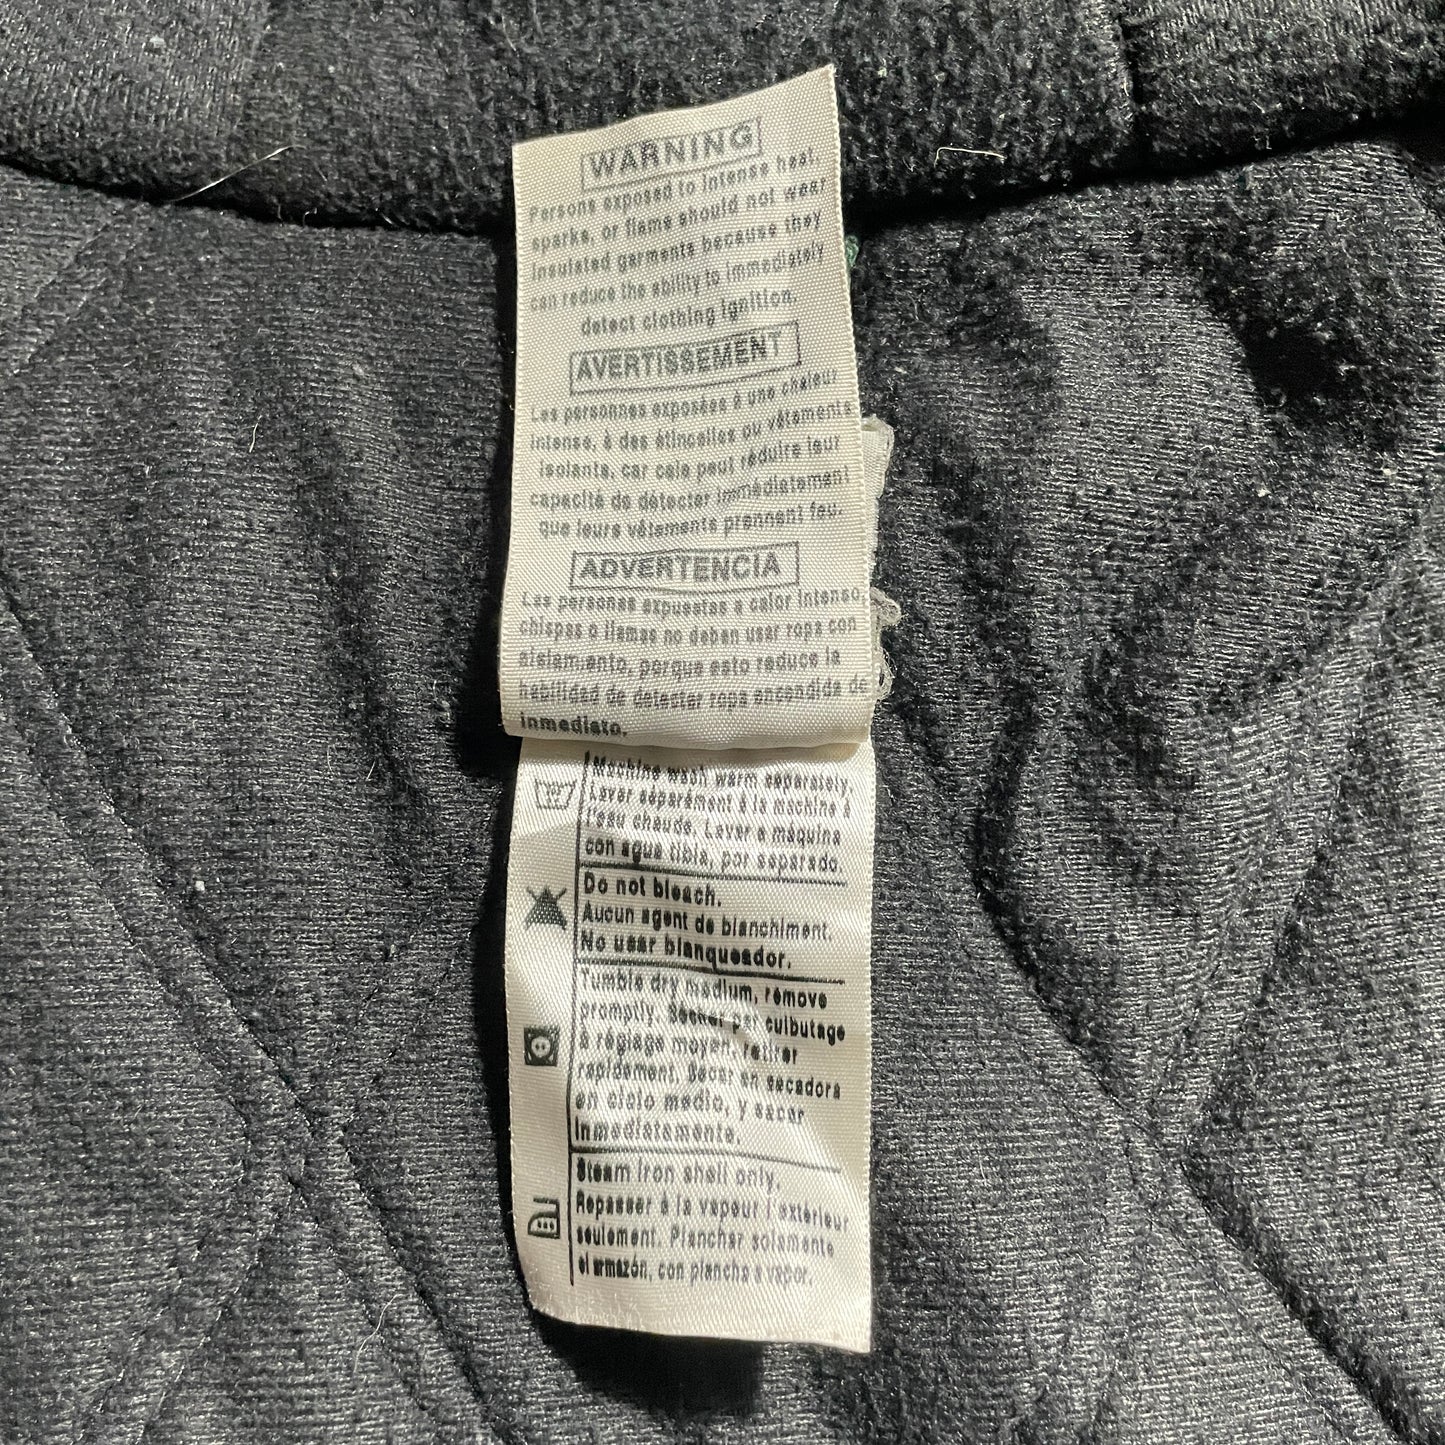 WARNING
Persons exposed to intense heat,
sparks, or flame should not wear
insulated garments because they
can reduce the ability to immediately
detect clothing ignition.
AVERTISSEMENT
Les personnes exposées à une chaleur
intense, à des étincelles ou vêtements
isolants, car cela peut réduire leur
capacité de détecter immédiatement
que leurs vêtements prennent feu.
ADVERTENCIA
Las personas expuestas a calor intenso,
chispas o llamas no deben usar ropa con
aislamiento, porque esto reduce la
habilidad de detectar ropa encendida de
inmediato.
Machine wash warm separately.
Laver séparément à la machine à
l'eau chaude. Lavar a máquina
con agua tibia, por separado.
Do not bleach.
Aucun agent de blanchiment.
No usar blanqueador.
Tumble dry medium, remove
promptly. Sécher par culbutage
à réglage moyen, retirer
rapidement. Secar en secadora
en ciclo medio, y sacar
inmediatamente.
Steam iron shell only.
Repasser à la vapeur l'extérieur
seulement. Planchar solamente
el armazón, con plancha a vapor.